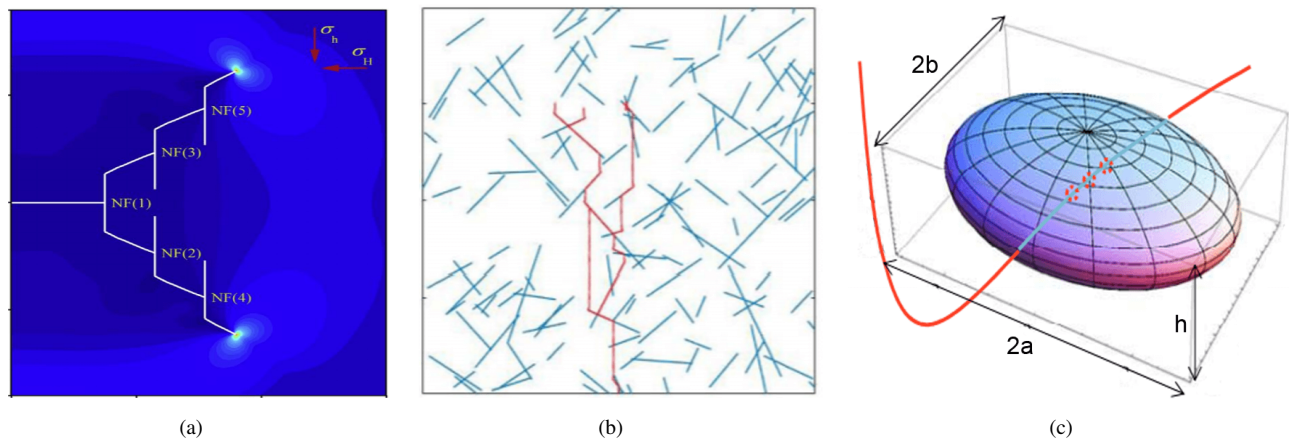 σh
σH
NF(5)
NF(3)
NF(1)
NF(2)
NF(4)
2b
2a
h
(a)
(b)
(c)